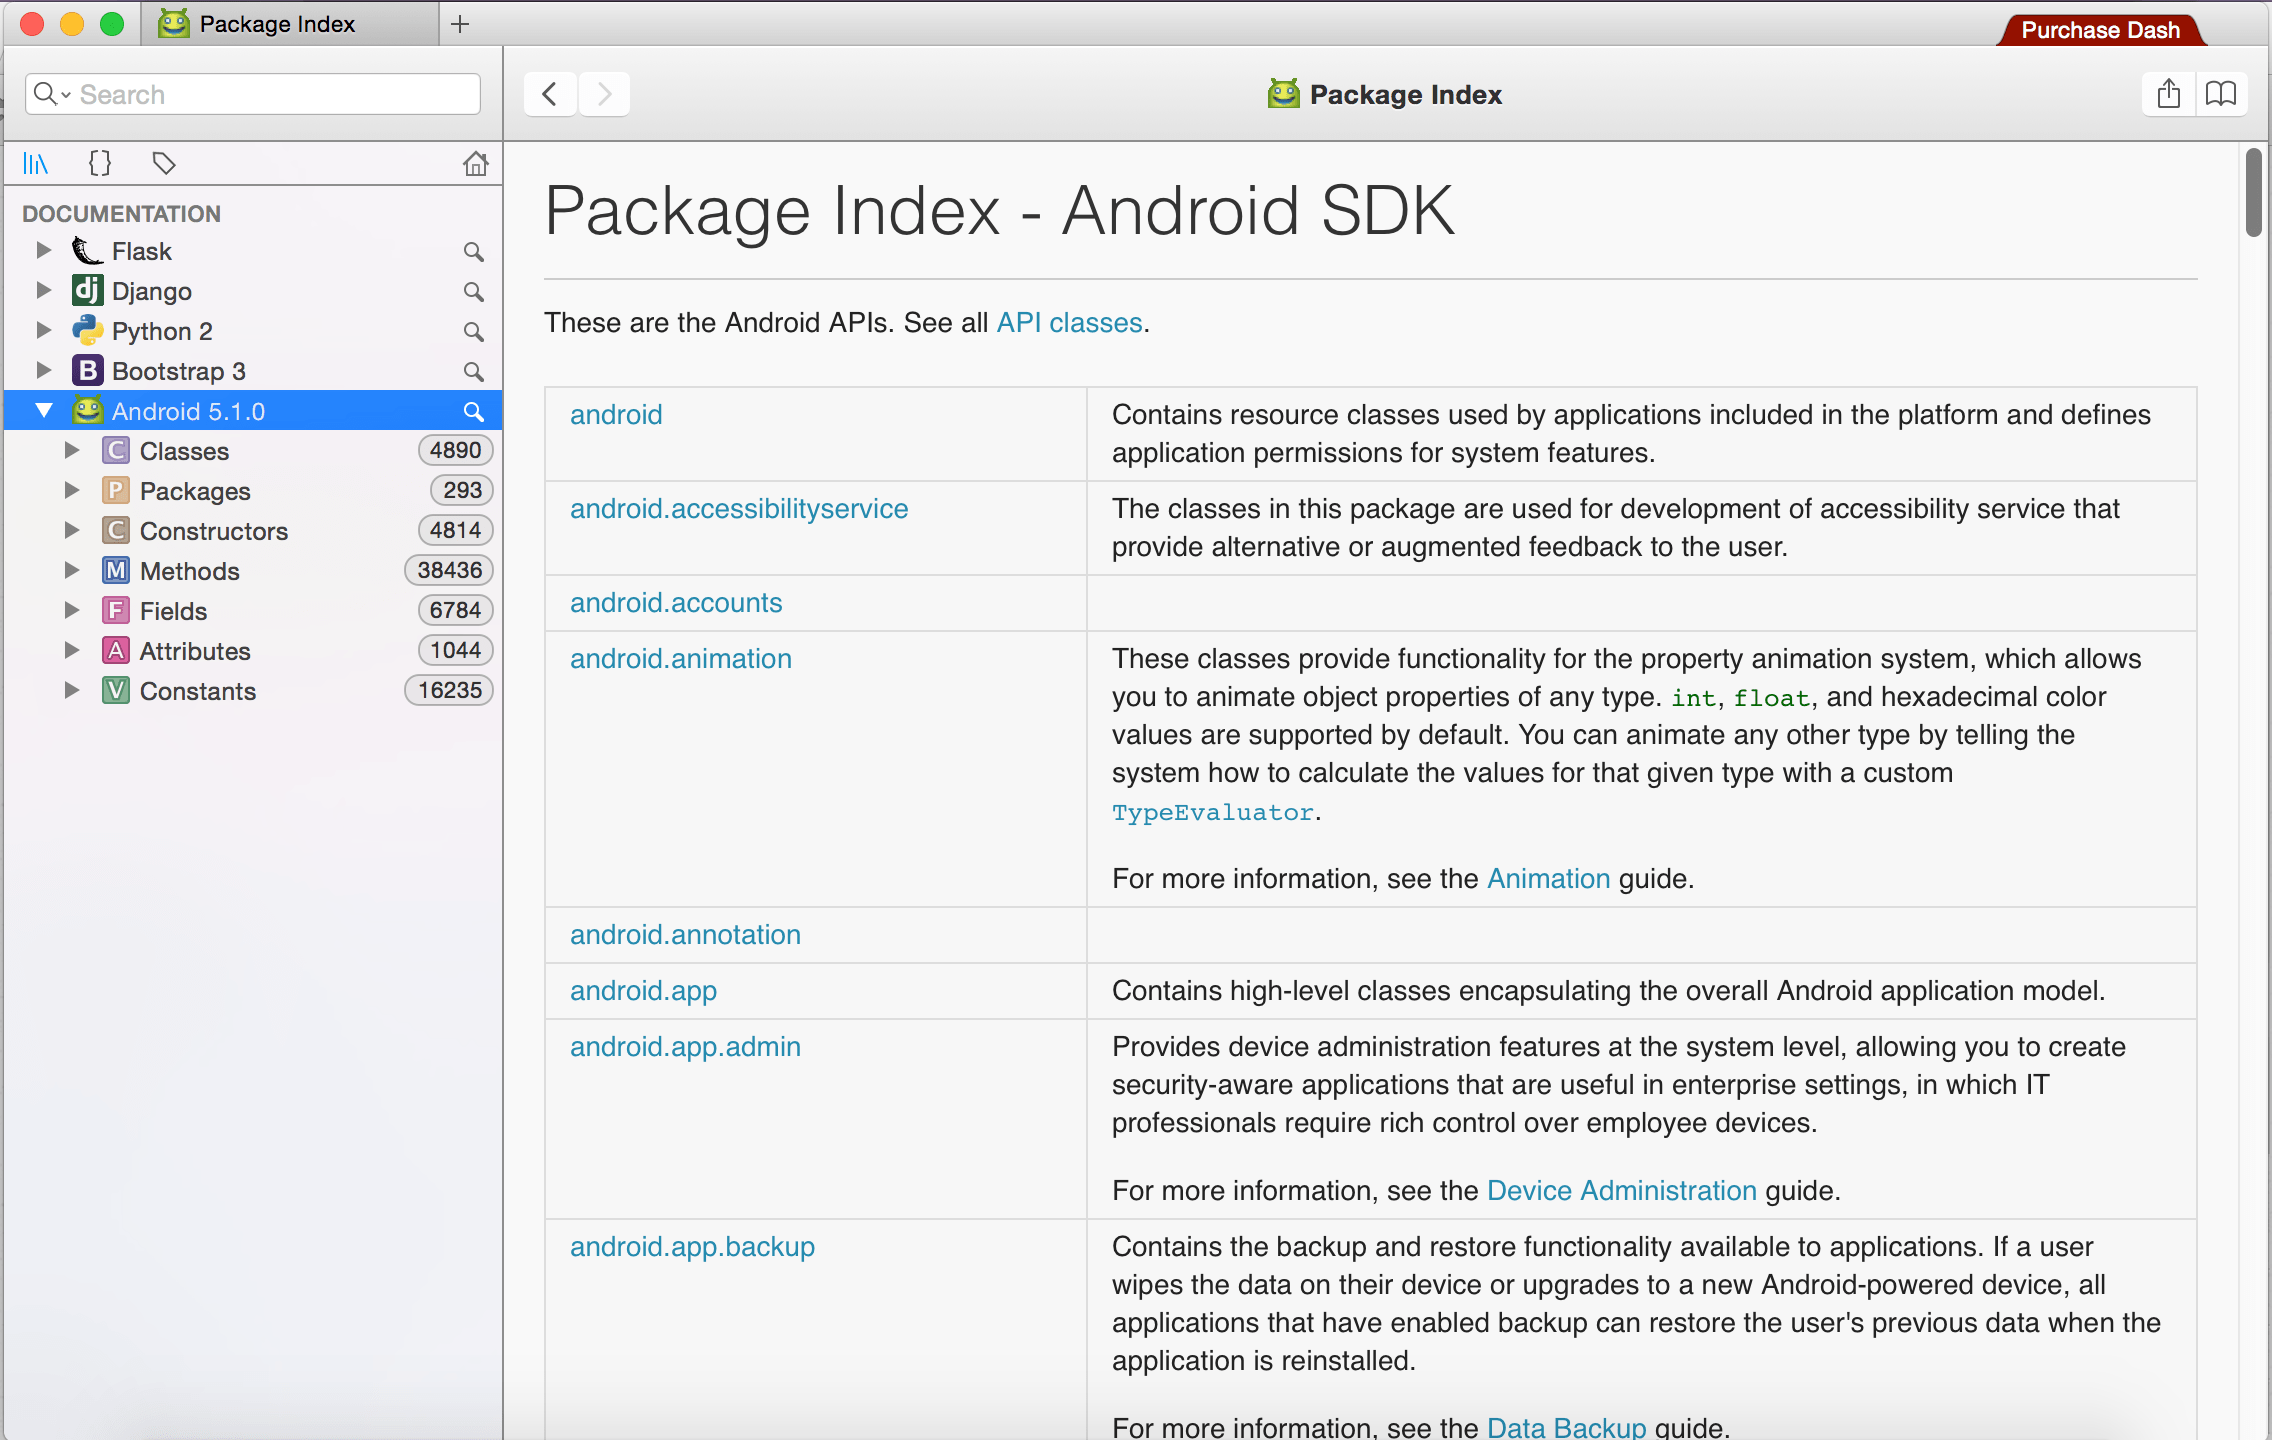 Package Index
Purchase Dash
Search
Package Index
DOCUMENTATION
Flask
dj Django
Python 2
B Bootstrap 3
Android 5.1.0
C Classes 4890
P Packages 293
C Constructors 4814
M Methods 38436
F Fields 6784
A Attributes 1044
V Constants 16235
Package Index - Android SDK
These are the Android APIs. See all API classes.
android
Contains resource classes used by applications included in the platform and defines
application permissions for system features.
android.accessibilityservice
The classes in this package are used for development of accessibility service that
provide alternative or augmented feedback to the user.
android.accounts
android.animation
These classes provide functionality for the property animation system, which allows
you to animate object properties of any type. int, float, and hexadecimal color
values are supported by default. You can animate any other type by telling the
system how to calculate the values for that given type with a custom
TypeEvaluator.
For more information, see the Animation guide.
android.annotation
android.app
Contains high-level classes encapsulating the overall Android application model.
android.app.admin
Provides device administration features at the system level, allowing you to create
security-aware applications that are useful in enterprise settings, in which IT
professionals require rich control over employee devices.
For more information, see the Device Administration guide.
android.app.backup
Contains the backup and restore functionality available to applications. If a user
wipes the data on their device or upgrades to a new Android-powered device, all
applications that have enabled backup can restore the user's previous data when the
application is reinstalled.
For more information, see the Data Backup guide.